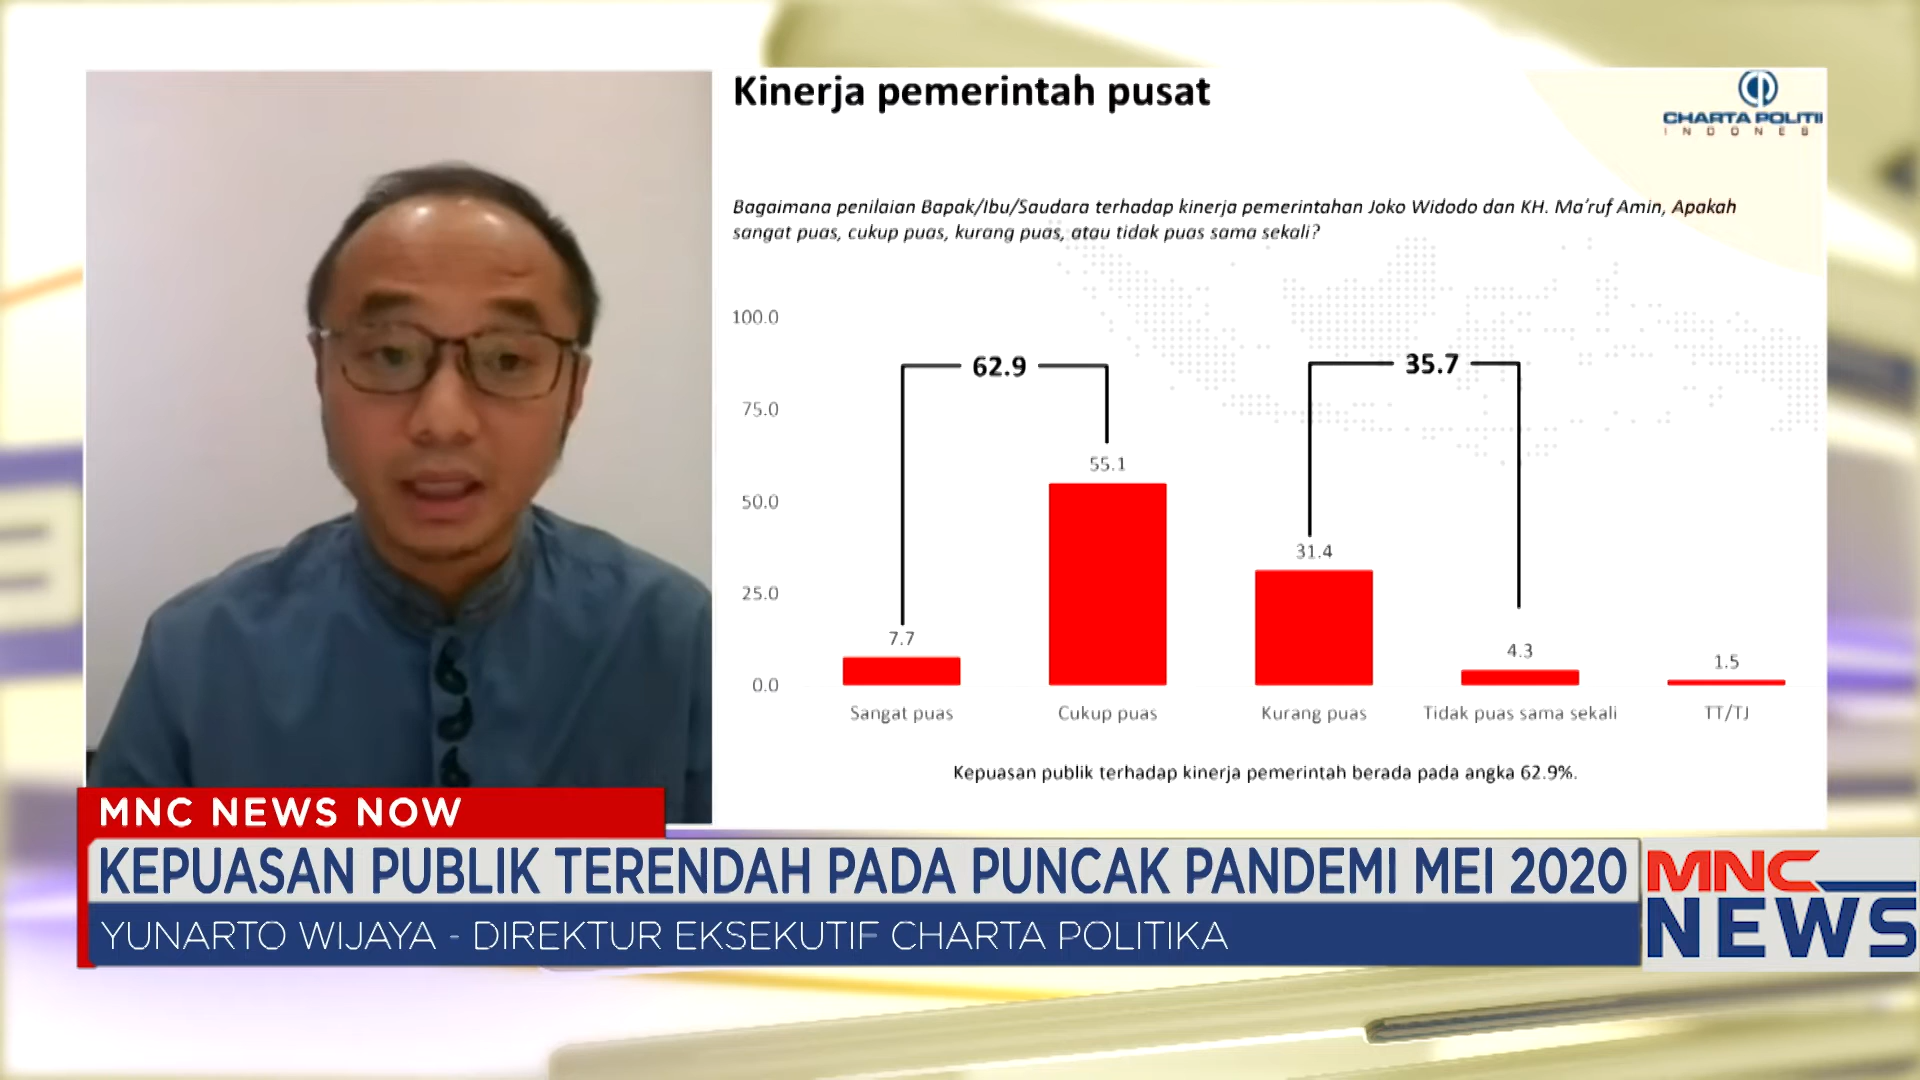 Kinerja pemerintah pusat
CHARTA POLITI
INDONES
Bagaimana penilaian Bapak/Ibu/Saudara terhadap kinerja pemerintahan Joko Widodo dan KH. Ma'ruf Amin, Apakah
sangat puas, cukup puas, kurang puas, atau tidak puas sama sekali?
100.0
75.0
50.0
25.0
0.0
62.9
35.7
7.7
55.1
31.4
4.3
1.5
Sangat puas
Cukup puas
Kurang puas
Tidak puas sama sekali
TT/TJ
Kepuasan publik terhadap kinerja pemerintah berada pada angka 62.9%.
MNC NEWS NOW
KEPUASAN PUBLIK TERENDAH PADA PUNCAK PANDEMI MEI 2020
YUNARTO WIJAYA - DIREKTUR EKSEKUTIF CHARTA POLITIKA
MNC
NEWS